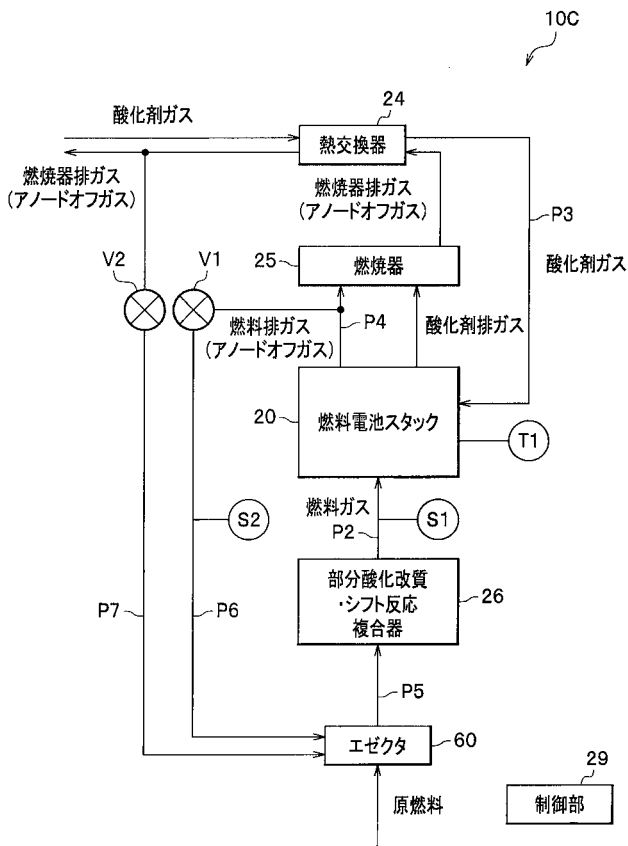 10C
酸化剤ガス
24
熱交換器
燃焼器排ガス
(アノードオフガス)
燃焼器排ガス
(アノードオフガス)
P3
V2
V1
25
燃焼器
酸化剤ガス
燃料排ガス
(アノードオフガス)
P4
酸化剤排ガス
20
燃料電池スタック
T1
燃料ガス
P2
S1
S2
部分酸化改質
・シフト反応
複合器
26
P7
P6
P5
エゼクタ
60
原燃料
29
制御部